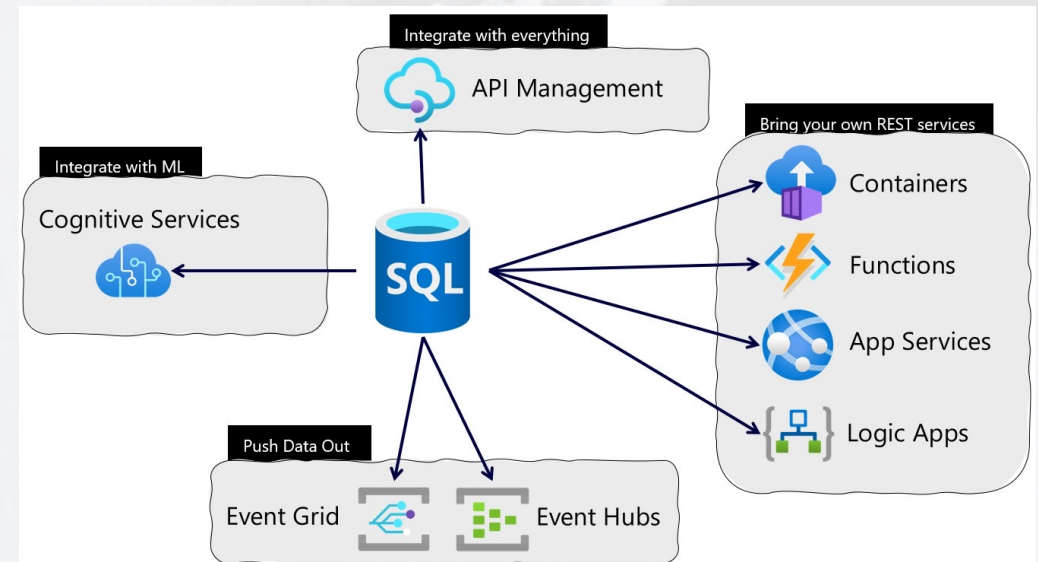 Integrate with everything
API Management
Bring your own REST services
Containers
Functions
App Services
Logic Apps
Integrate with ML
Cognitive Services
SQL
Push Data Out
Event Grid
Event Hubs